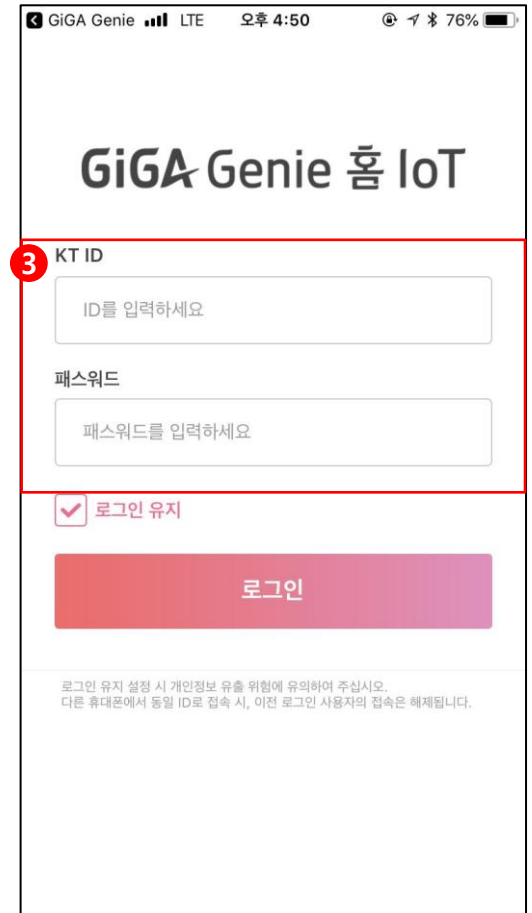 GiGA Genie LTE 오후 4:50 76%
GiGA Genie 홈 IoT
3
KT ID
ID를 입력하세요
패스워드
패스워드를 입력하세요
로그인 유지
로그인
로그인 유지 설정 시 개인정보 유출 위험에 유의하여 주십시오.
다른 휴대폰에서 동일 ID로 접속 시, 이전 로그인 사용자의 접속은 해제됩니다.